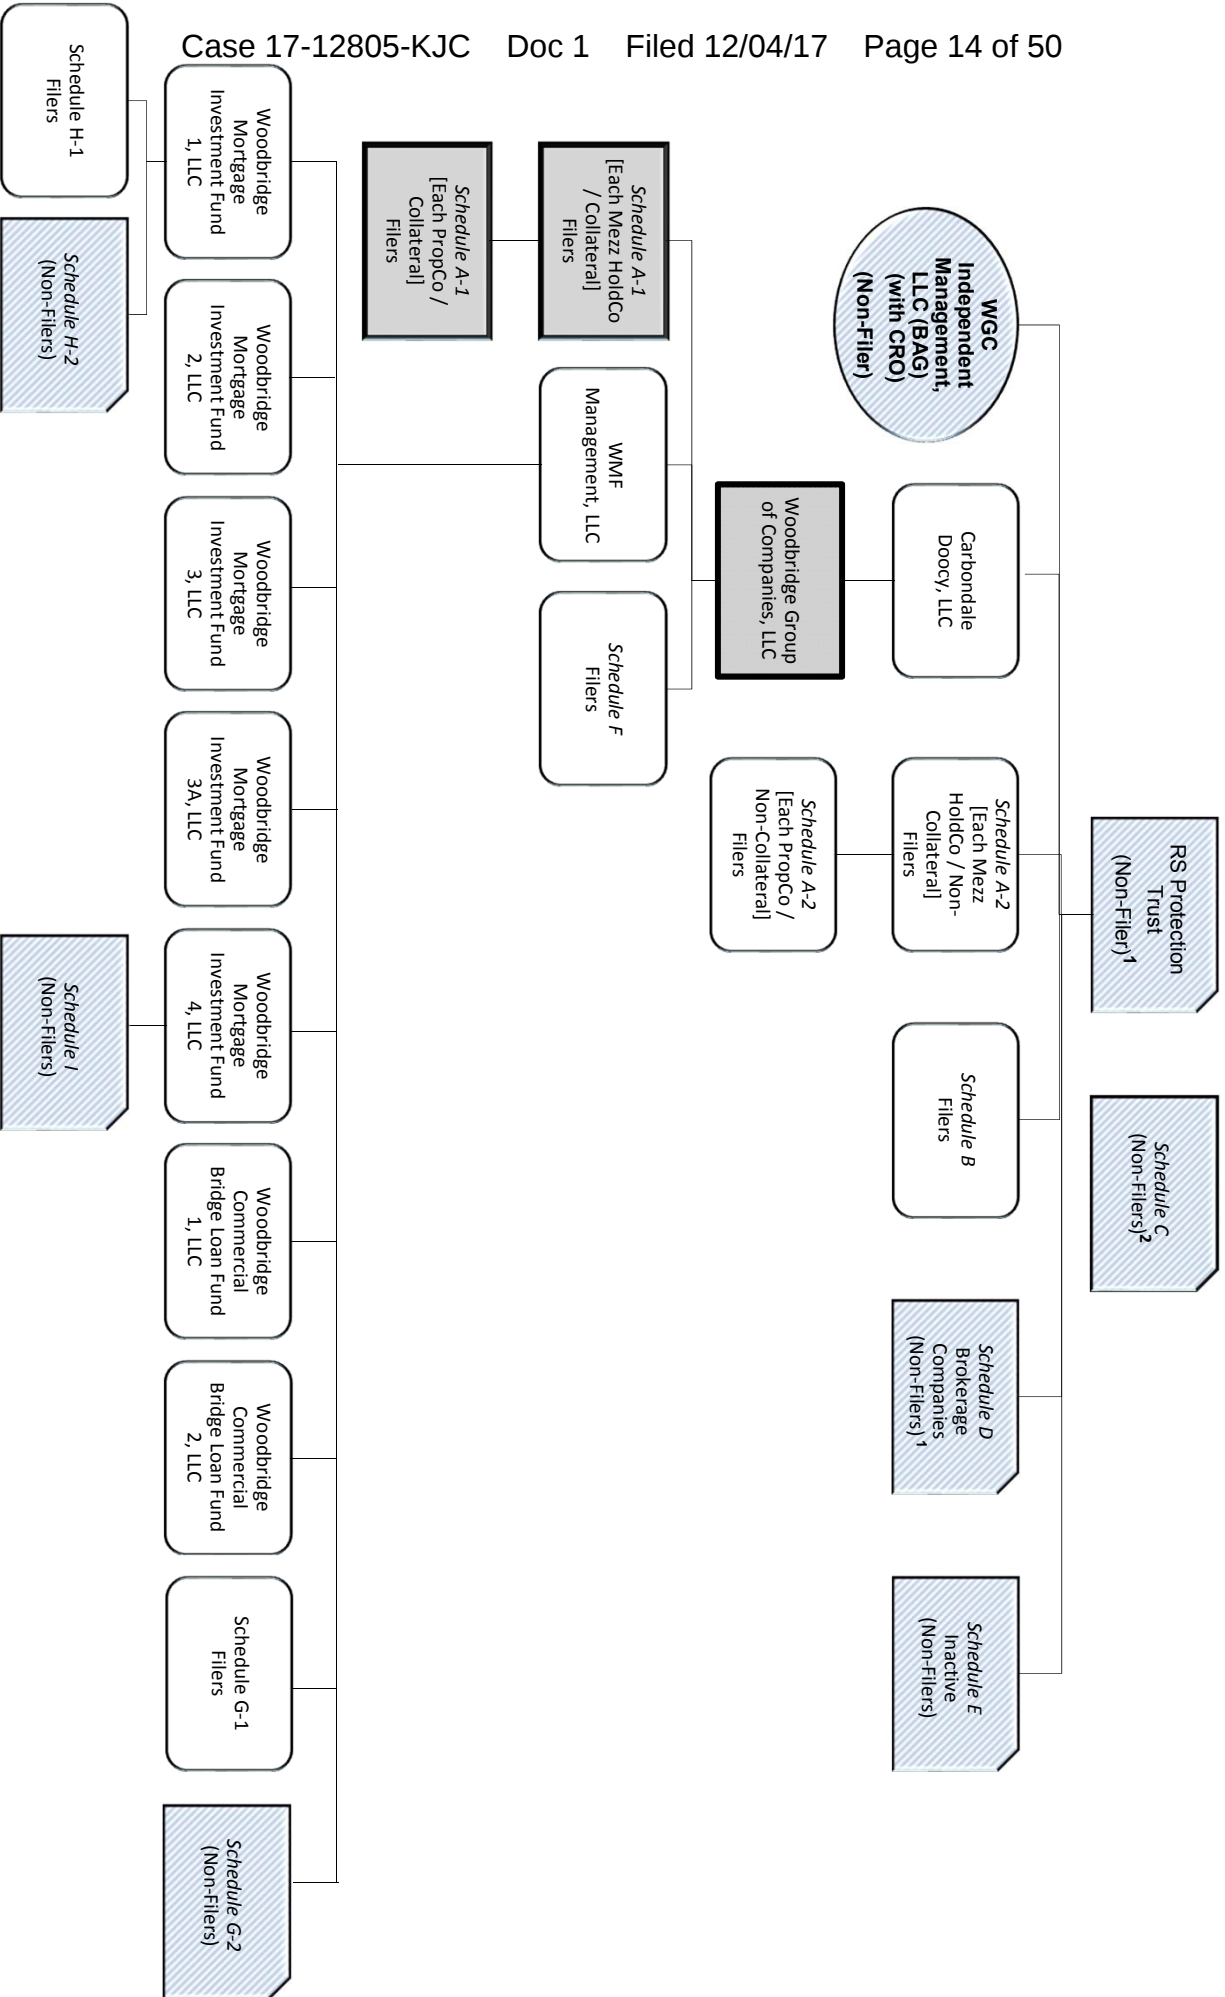 Case 17-12805-KJC Doc 1 Filed 12/04/17 Page 14 of 50
RS Protection
Trust
(Non-Filer)1
Schedule C
(Non-Filers)2
WGC
Independent
Management,
LLC (BAG)
(with CRO)
(Non-Filer)
Carbondale
Doocy, LLC
Schedule A-2
[Each Mezz
HoldCo / Non-
Collateral]
Filers
Schedule B
Filers
Schedule D
Brokerage
Companies
(Non-Filers) 1
Schedule E
Inactive
(Non-Filers)
Woodbridge Group
of Companies, LLC
Schedule A-2
[Each PropCo /
Non-Collateral]
Filers
Schedule A-1
[Each Mezz HoldCo
/ Collateral]
Filers
WMF
Management, LLC
Schedule F
Filers
Schedule A-1
[Each PropCo /
Collateral]
Filers
Woodbridge
Mortgage
Investment Fund
1, LLC
Woodbridge
Mortgage
Investment Fund
2, LLC
Woodbridge
Mortgage
Investment Fund
3, LLC
Woodbridge
Mortgage
Investment Fund
3A, LLC
Woodbridge
Mortgage
Investment Fund
4, LLC
Woodbridge
Commercial
Bridge Loan Fund
1, LLC
Woodbridge
Commercial
Bridge Loan Fund
2, LLC
Schedule G-1
Filers
Schedule G-2
(Non-Filers)
Schedule H-1
Filers
Schedule H-2
(Non-Filers)
Schedule I
(Non-Filers)